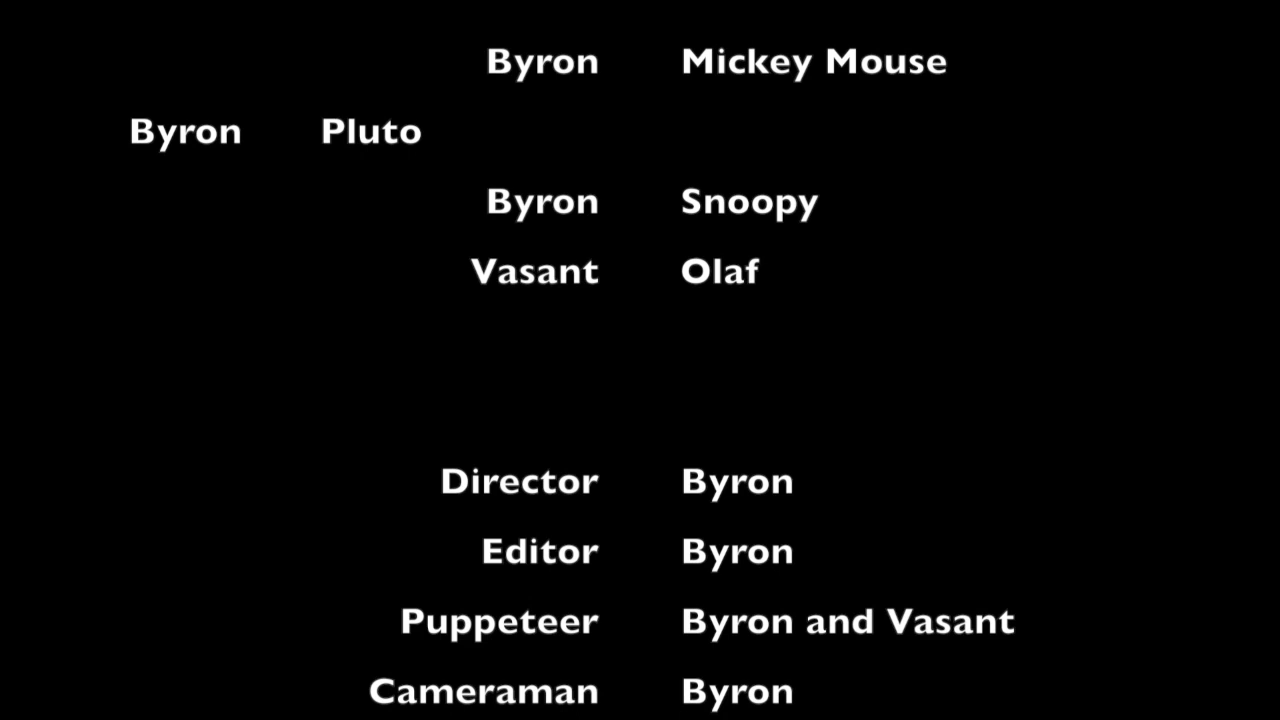 Byron Mickey Mouse
Byron Pluto
Byron Snoopy
Vasant Olaf
Director Byron
Editor Byron
Puppeteer Byron and Vasant
Cameraman Byron